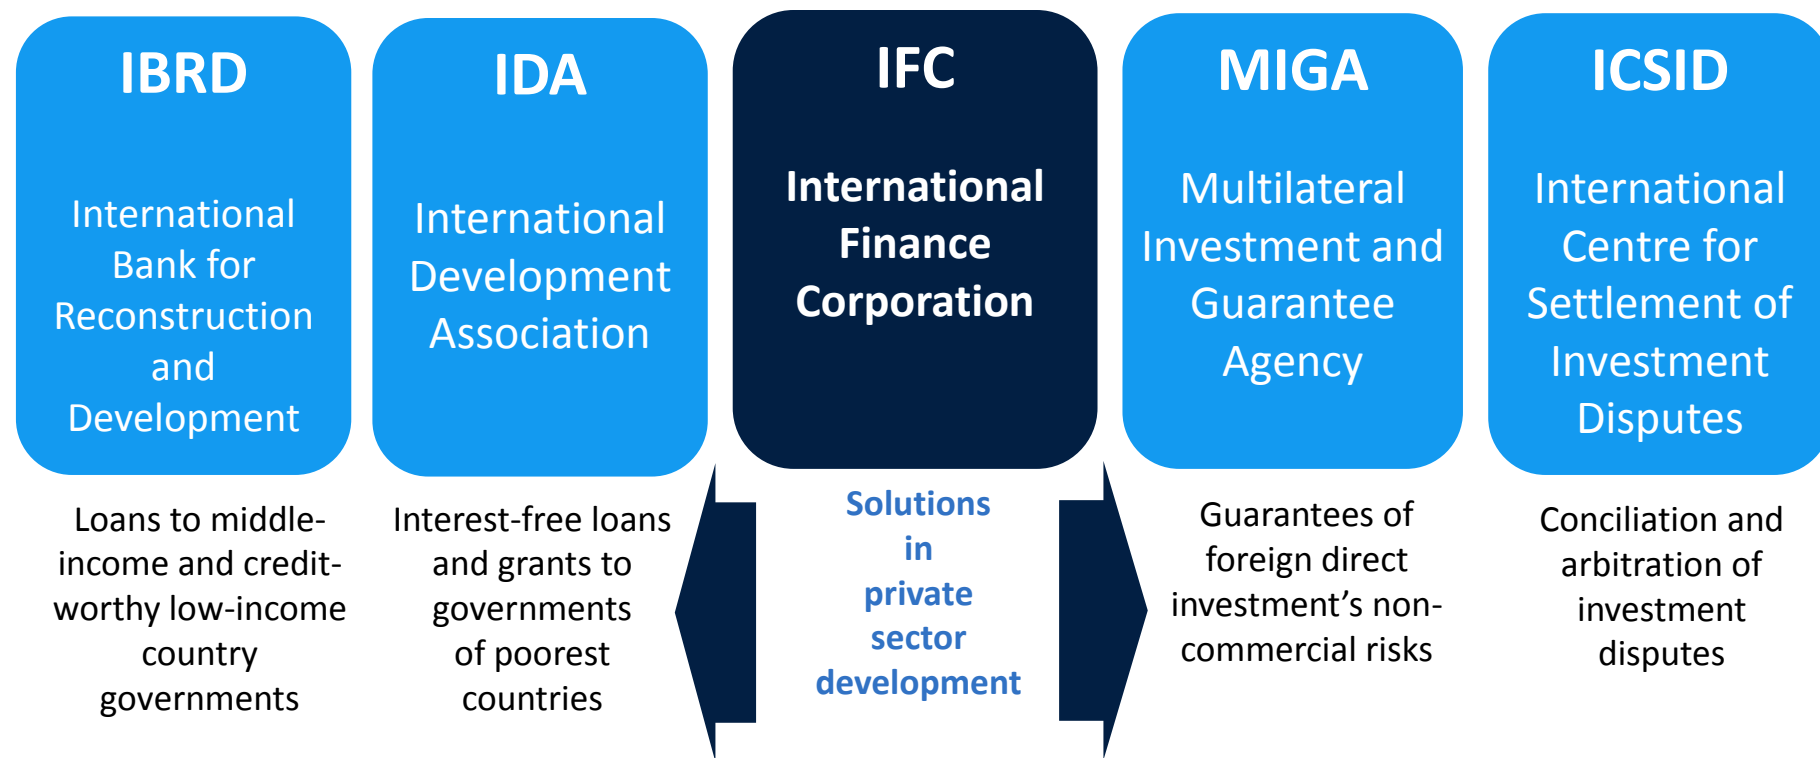 IBRD
International
Bank for
Reconstruction
and
Development
Loans to middle-
income and credit-
worthy low-income
country
governments
IDA
International
Development
Association
Interest-free loans
and grants to
governments
of poorest
countries
IFC
International
Finance
Corporation
Solutions
in
private
sector
development
MIGA
Multilateral
Investment and
Guarantee
Agency
Guarantees of
foreign direct
investment’s non-
commercial risks
ICSID
International
Centre for
Settlement of
Investment
Disputes
Conciliation and
arbitration of
investment
disputes